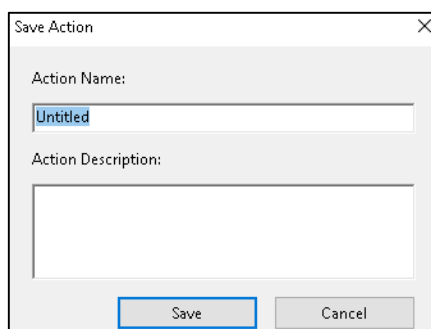 Save Action
Action Name:
Untitled
Action Description:
Save Cancel